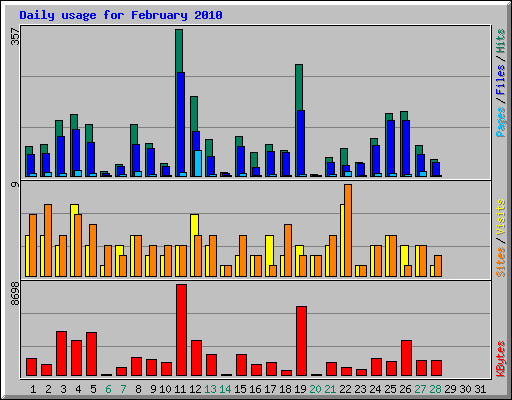 Daily usage for February 2010
357
Pages / Files / Hits
9
Sites / Visits
8698
KBytes
1 2 3 4 5 6 7 8 9 10 11 12 13 14 15 16 17 18 19 20 21 22 23 24 25 26 27 28 29 30 31